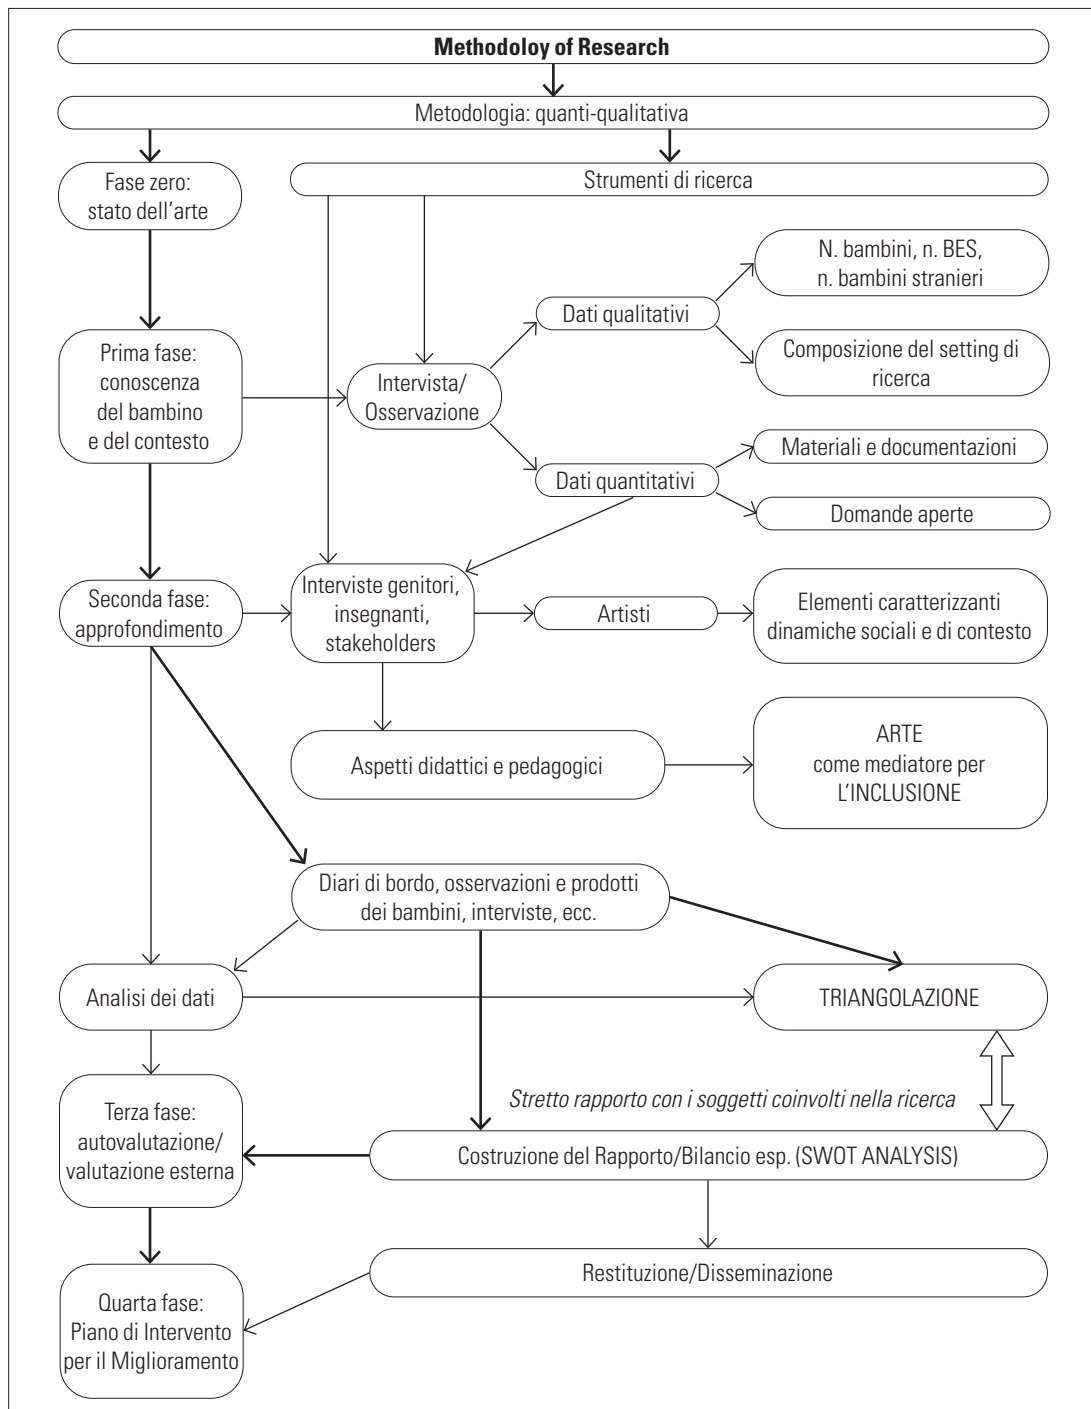 Methodoloy of Research
Metodologia: quanti-qualitativa
Fase zero:
stato dell'arte
Strumenti di ricerca
N. bambini, n. BES,
n. bambini stranieri
Dati qualitativi
Prima fase:
conoscenza
del bambino
e del contesto
Intervista/
Osservazione
Composizione del setting di
ricerca
Materiali e documentazioni
Dati quantitativi
Domande aperte
Seconda fase:
approfondimento
Interviste genitori,
insegnanti,
stakeholders
Artisti
Elementi caratterizzanti
dinamiche sociali e di contesto
Aspetti didattici e pedagogici
ARTE
come mediatore per
L'INCLUSIONE
Diari di bordo, osservazioni e prodotti
dei bambini, interviste, ecc.
Analisi dei dati
TRIANGOLAZIONE
Stretto rapporto con i soggetti coinvolti nella ricerca
Terza fase:
autovalutazione/
valutazione esterna
Costruzione del Rapporto/Bilancio esp. (SWOT ANALYSIS)
Restituzione/Disseminazione
Quarta fase:
Piano di Intervento
per il Miglioramento